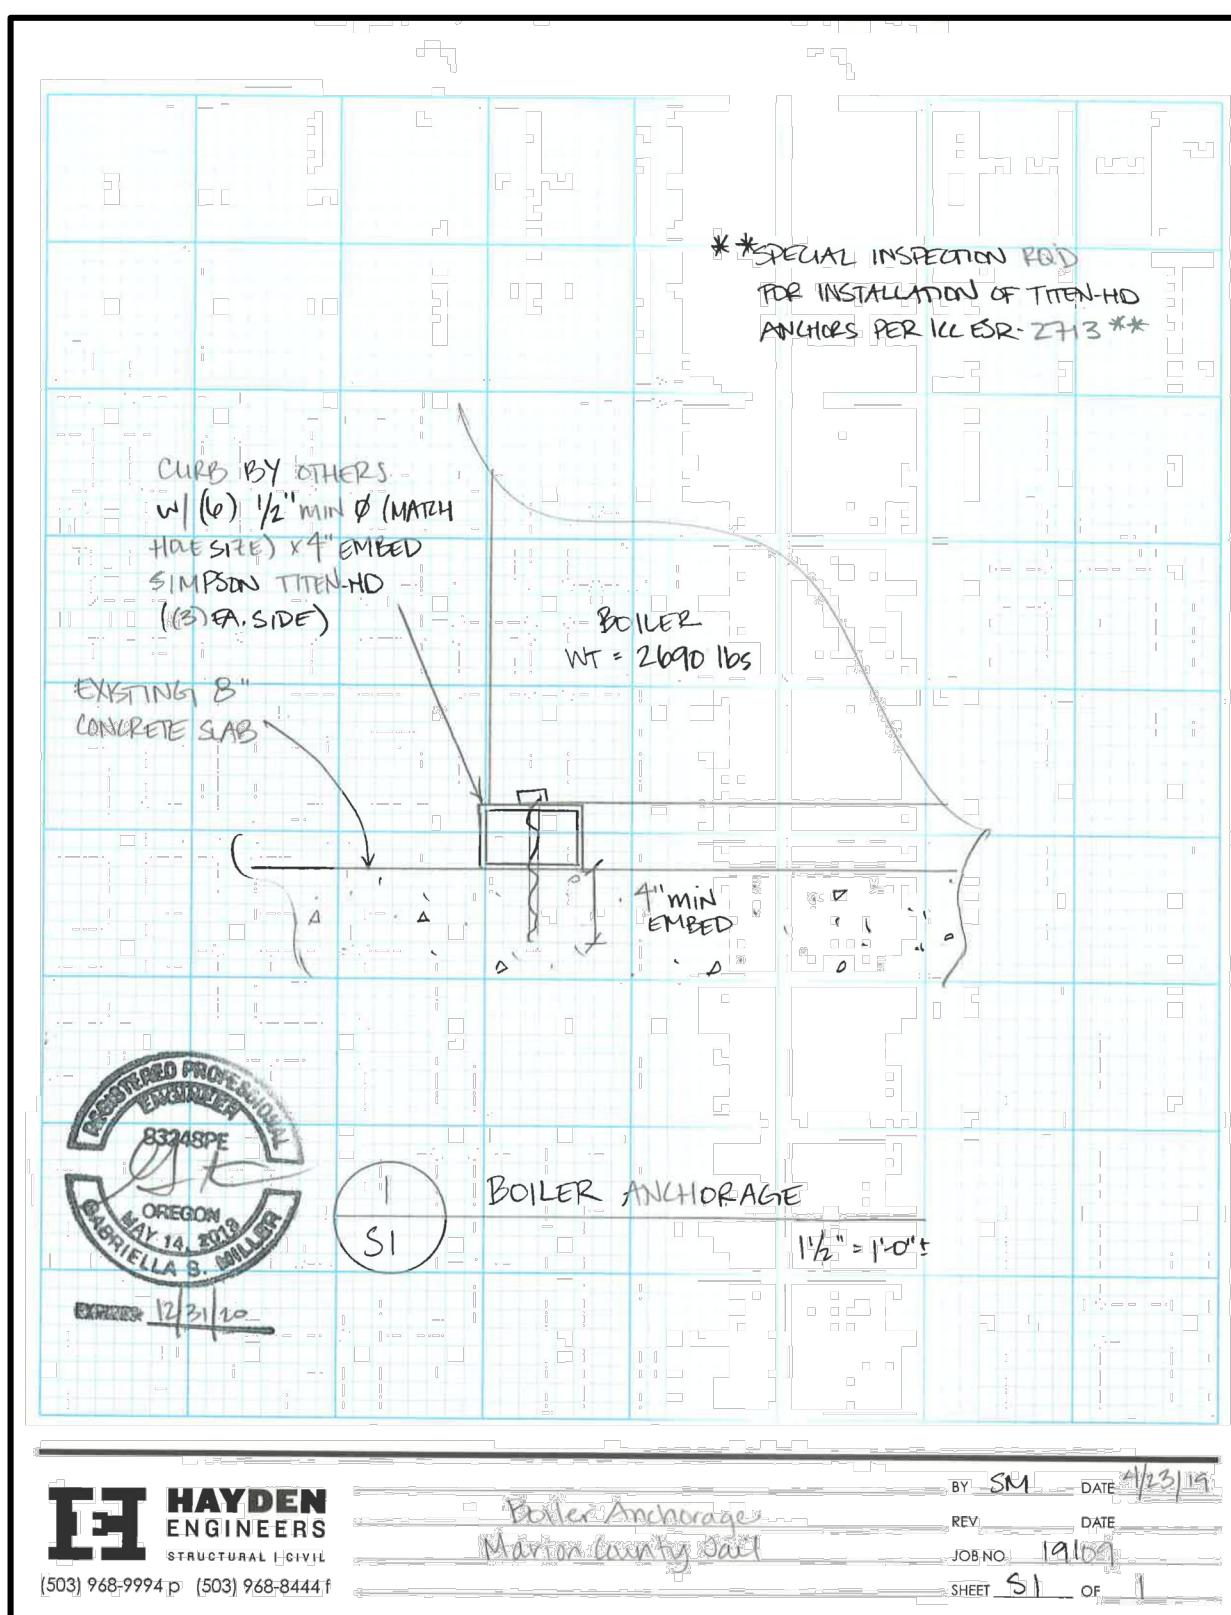 **SPECIAL INSPECTION RQ'D
FOR INSTALLATION OF TITEN-HD
ANCHORS PER ICC ESR-2713**
CURB BY OTHERS
W/ (6) 1/2" MIN Ø (MATCH
HOLE SIZE) x 4" EMBED
SIMPSON TITEN-HD
((3) EA. SIDE)
BOILER
WT = 2690 lbs
EXISTING 8"
CONCRETE SLAB
4" MIN
EMBED
REGISTERED PROFESSIONAL
ENGINEER
83248PE
OREGON
MAY 14, 2013
GABRIELLA S. MILLER
EXPIRES: 12/31/20
1
S1
BOILER ANCHORAGE
1 1/2" = 1'-0" ±
HAYDEN
ENGINEERS
STRUCTURAL | CIVIL
(503) 968-9994 p (503) 968-8444 f
Boiler Anchorage
Marion County Jail
BY SM DATE 4/23/19
REV DATE
JOB NO 19109
SHEET S1 OF 1